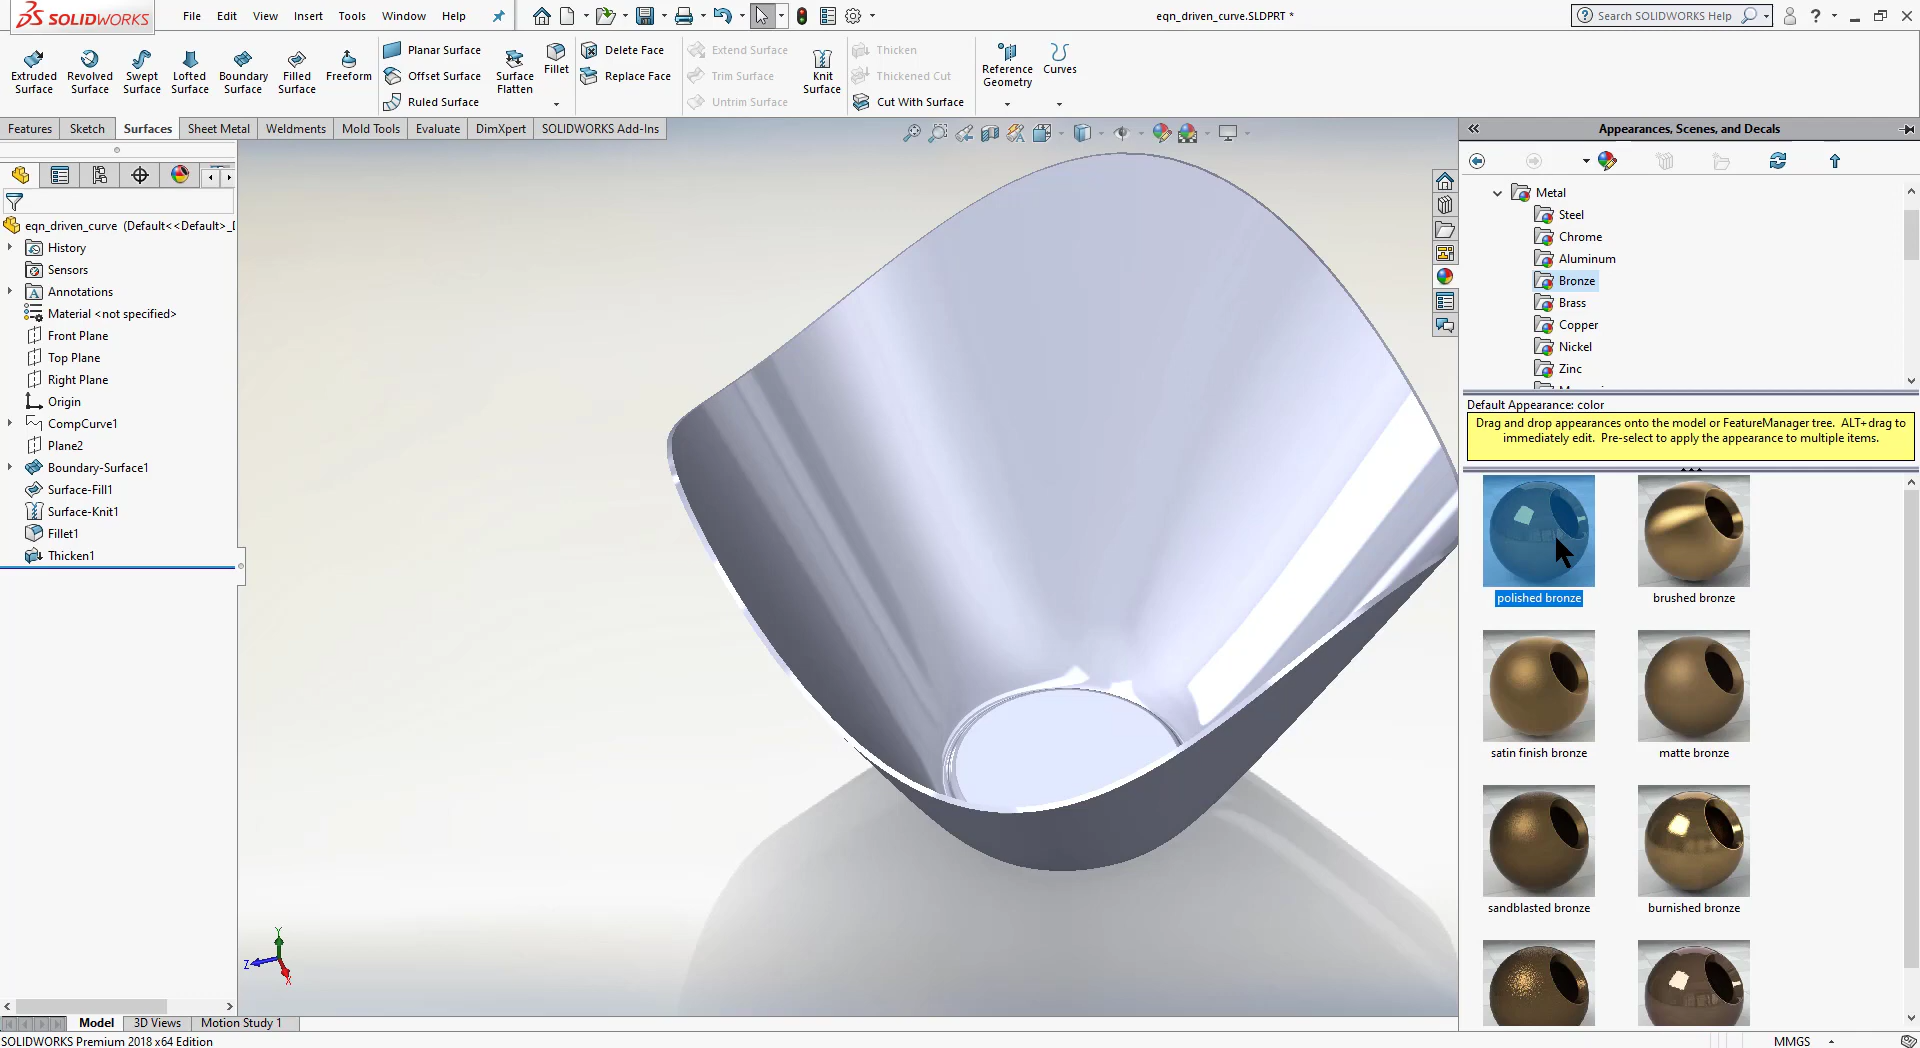 SOLIDWORKS
File Edit View Insert Tools Window Help
eqn_driven_curve.SLDPRT *
Search SOLIDWORKS Help
?
Extruded Surface
Revolved Surface
Swept Surface
Lofted Surface
Boundary Surface
Filled Surface
Freeform
Planar Surface
Offset Surface
Ruled Surface
Surface Flatten
Fillet
Delete Face
Replace Face
Extend Surface
Trim Surface
Untrim Surface
Knit Surface
Thicken
Thickened Cut
Cut With Surface
Reference Geometry
Curves
Features Sketch Surfaces Sheet Metal Weldments Mold Tools Evaluate DimXpert SOLIDWORKS Add-Ins
eqn_driven_curve (Default<<Default>_D
History
Sensors
Annotations
Material <not specified>
Front Plane
Top Plane
Right Plane
Origin
CompCurve1
Plane2
Boundary-Surface1
Surface-Fill1
Surface-Knit1
Fillet1
Thicken1
Y
Z
X
Appearances, Scenes, and Decals
Metal
Steel
Chrome
Aluminum
Bronze
Brass
Copper
Nickel
Zinc
Default Appearance: color
Drag and drop appearances onto the model or FeatureManager tree. ALT+drag to
immediately edit. Pre-select to apply the appearance to multiple items.
polished bronze
brushed bronze
satin finish bronze
matte bronze
sandblasted bronze
burnished bronze
Model 3D Views Motion Study 1
SOLIDWORKS Premium 2018 x64 Edition
MMGS